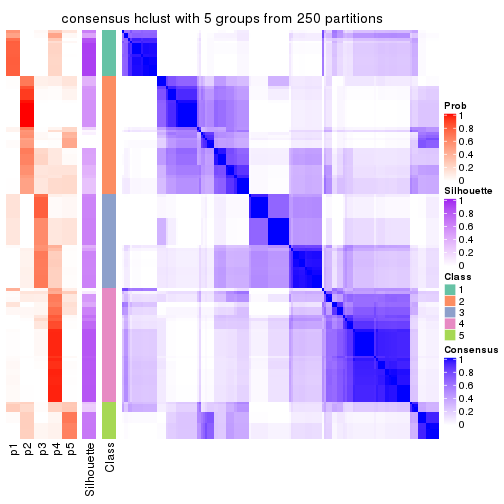 consensus hclust with 5 groups from 250 partitions
Prob
1
0.8
0.6
0.4
0.2
0
Silhouette
1
0.8
0.6
0.4
0.2
0
Class
1
2
3
4
5
Consensus
1
0.8
0.6
0.4
0.2
0
p1
p2
p3
p4
p5
Silhouette
Class